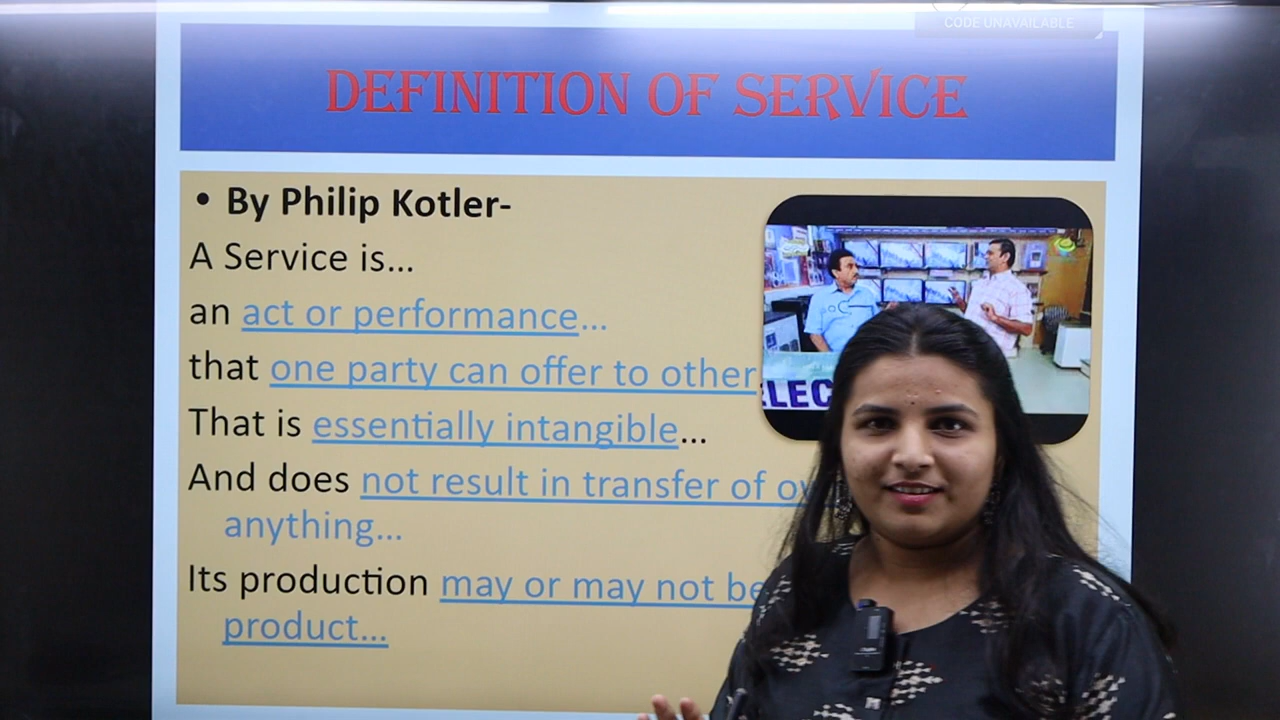 CODE UNAVAILABLE
DEFINITION OF SERVICE
• By Philip Kotler-
A Service is...
an act or performance...
that one party can offer to other
That is essentially intangible...
And does not result in transfer of
anything...
Its production may or may not be
product...